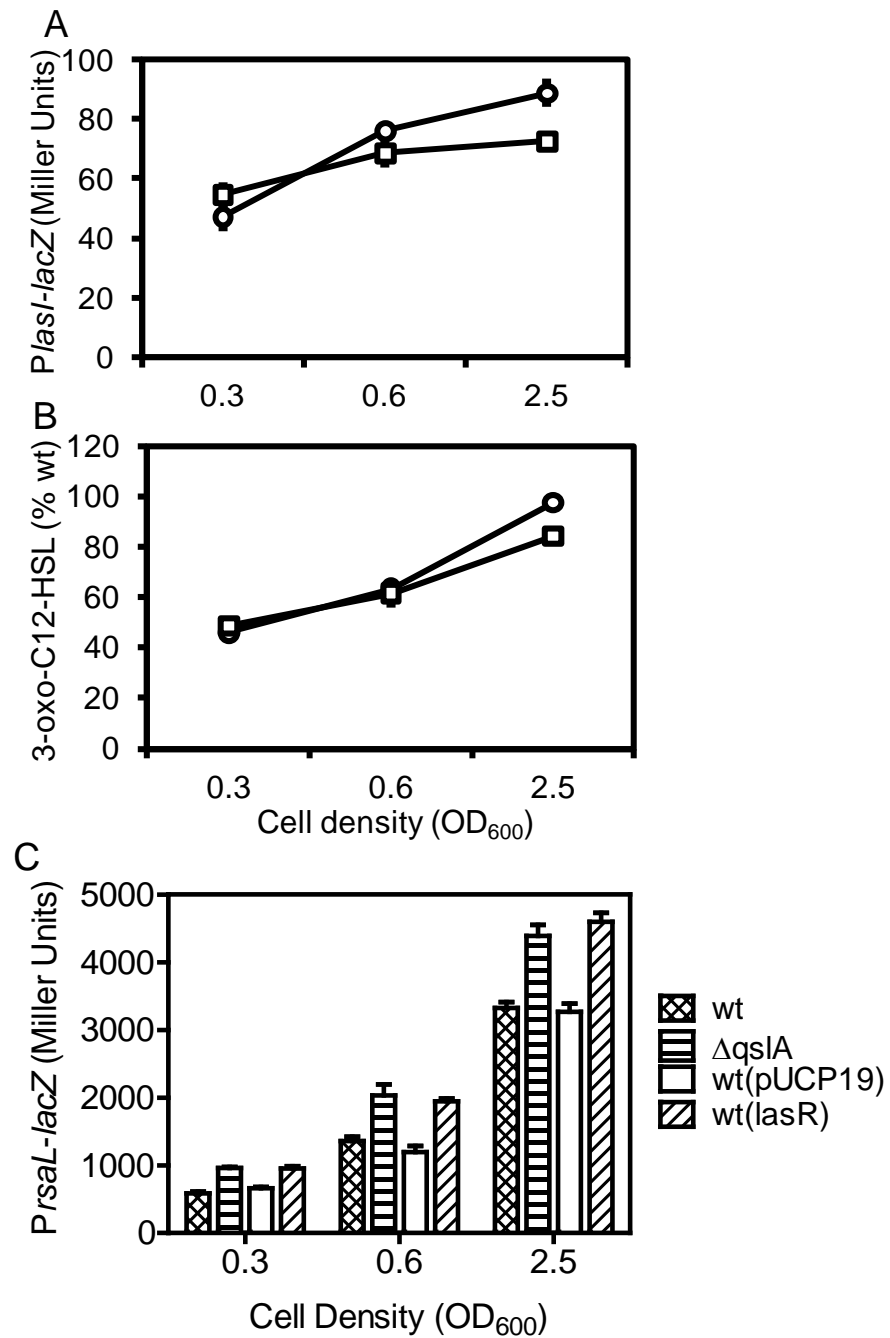 A
PlasI-lacZ (Miller Units)
100
80
60
40
20
0
0.3 0.6 2.5
B
3-oxo-C12-HSL (% wt)
120
100
80
60
40
20
0
0.3 0.6 2.5
Cell density (OD600)
C
PrsaL-lacZ (Miller Units)
5000
4000
3000
2000
1000
0
0.3 0.6 2.5
Cell Density (OD600)
wt
ΔqslA
wt(pUCP19)
wt(lasR)